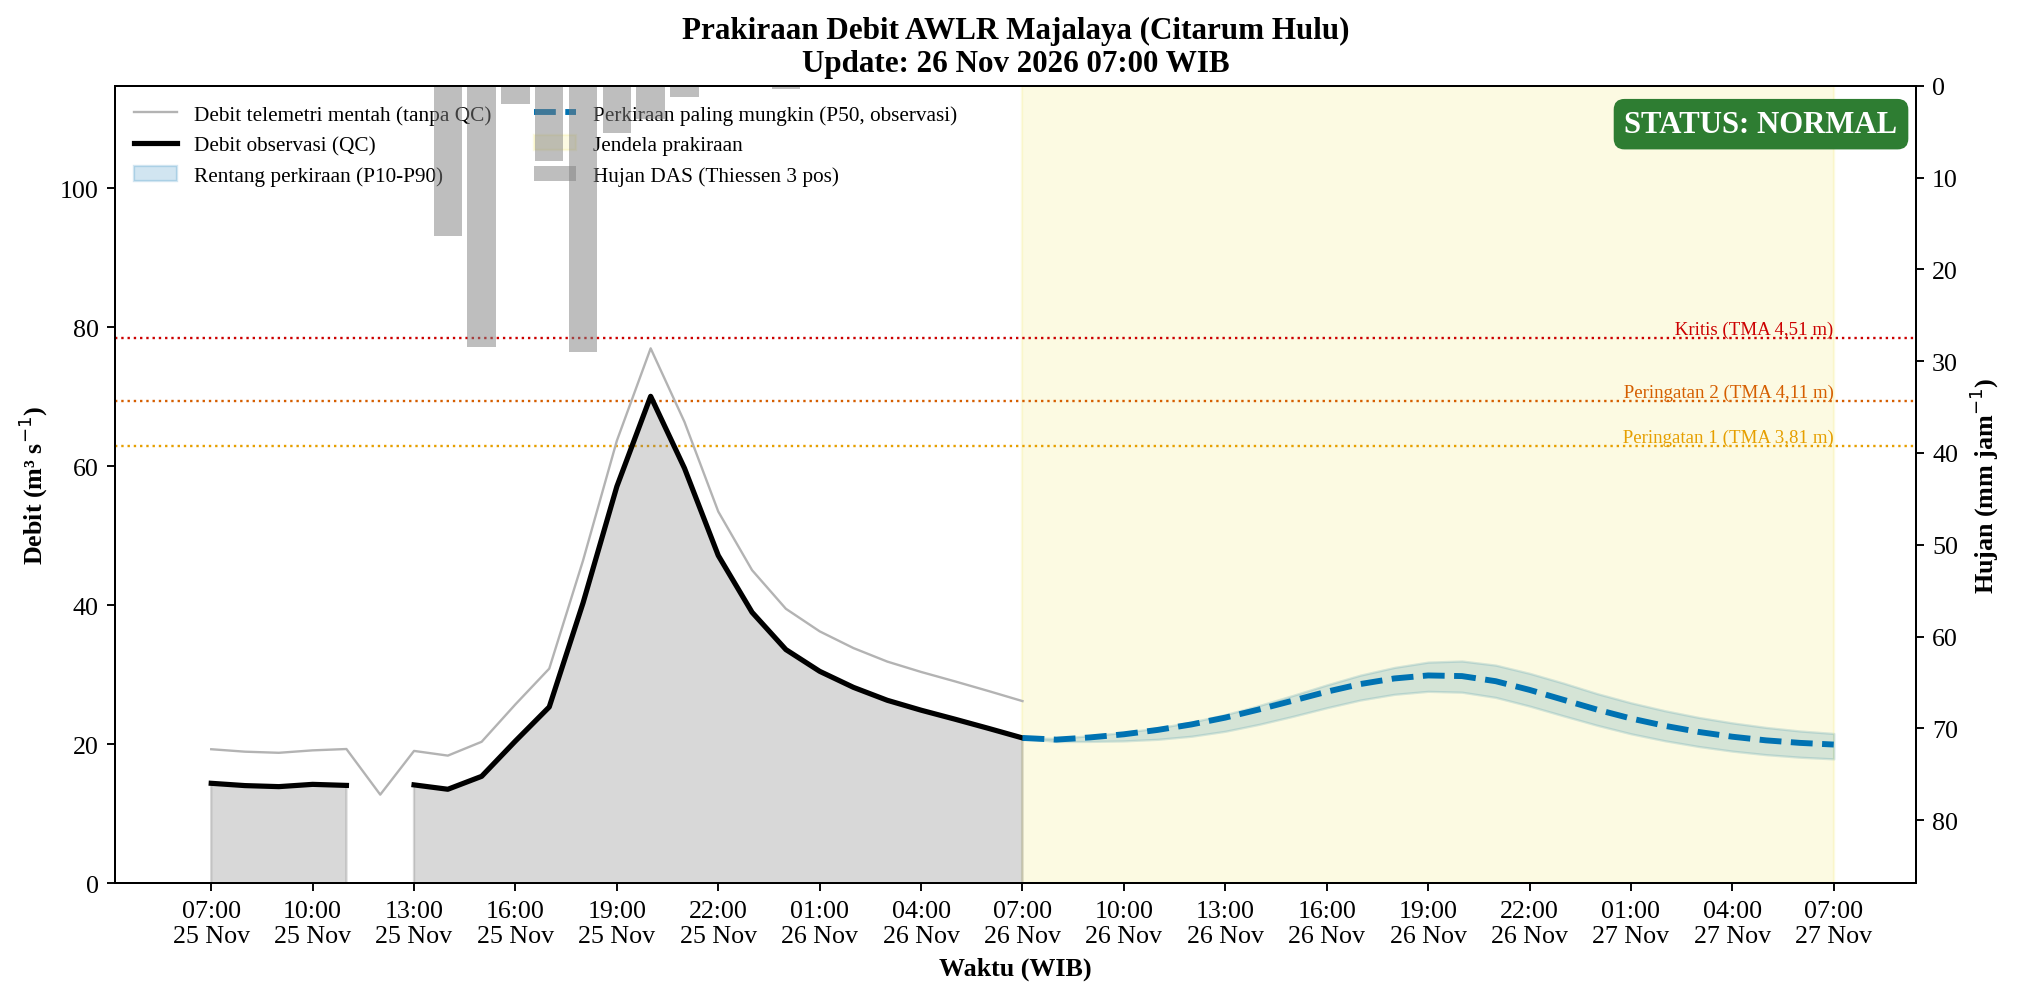 Prakiraan Debit AWLR Majalaya (Citarum Hulu)
Update: 26 Nov 2026 07:00 WIB
Debit telemetri mentah (tanpa QC)
Debit observasi (QC)
Rentang perkiraan (P10-P90)
Perkiraan paling mungkin (P50, observasi)
Jendela prakiraan
Hujan DAS (Thiessen 3 pos)
STATUS: NORMAL
Kritis (TMA 4,51 m)
Peringatan 2 (TMA 4,11 m)
Peringatan 1 (TMA 3,81 m)
Debit (m³ s⁻¹)
100
80
60
40
20
0
Hujan (mm jam⁻¹)
0
10
20
30
40
50
60
70
80
07:00 10:00 13:00 16:00 19:00 22:00 01:00 04:00 07:00 10:00 13:00 16:00 19:00 22:00 01:00 04:00 07:00
25 Nov 25 Nov 25 Nov 25 Nov 25 Nov 25 Nov 26 Nov 26 Nov 26 Nov 26 Nov 26 Nov 26 Nov 26 Nov 26 Nov 27 Nov 27 Nov 27 Nov
Waktu (WIB)